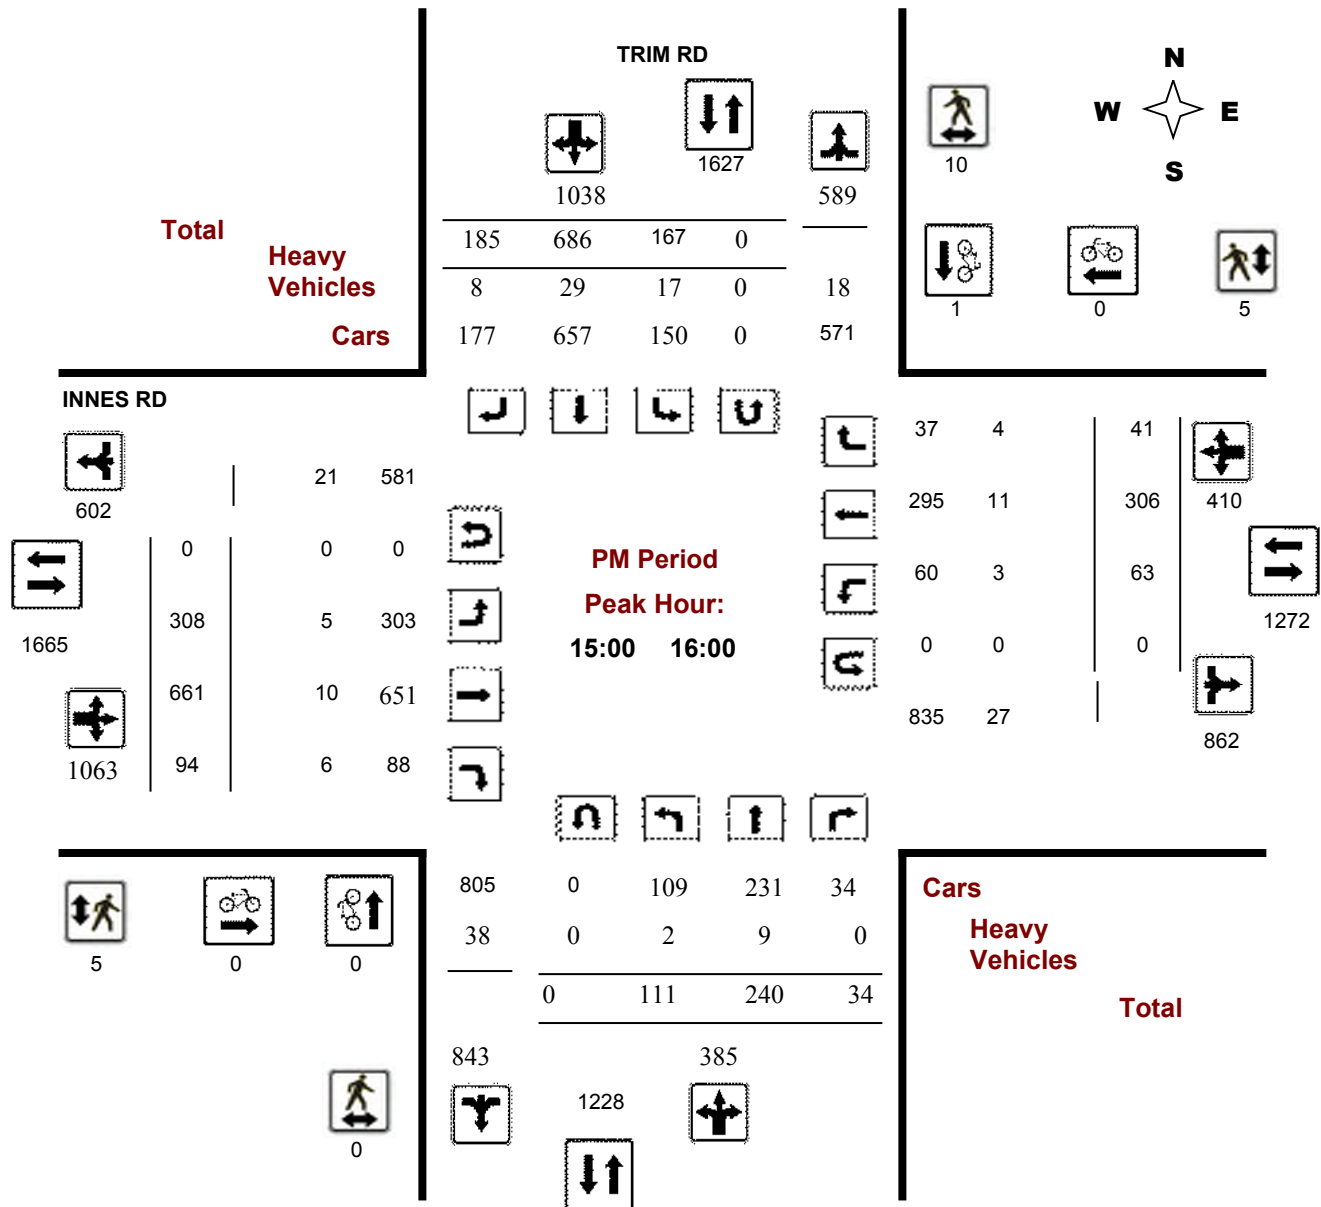 TRIM RD
N
W E
S
1627
10
1038 589
Total
185 686 167 0
Heavy
Vehicles
8 29 17 0 18
1 0 5
Cars
177 657 150 0 571
INNES RD
37 4 41
21 581
602
295 11 306 410
0 0 0
PM Period
60 3 63
Peak Hour:
308 5 303
1272
1665
15:00 16:00
0 0 0
661 10 651
835 27
862
1063 94 6 88
805 0 109 231 34
Cars
38 0 2 9 0
Heavy
Vehicles
5 0 0
0 111 240 34
Total
843 385
1228
0